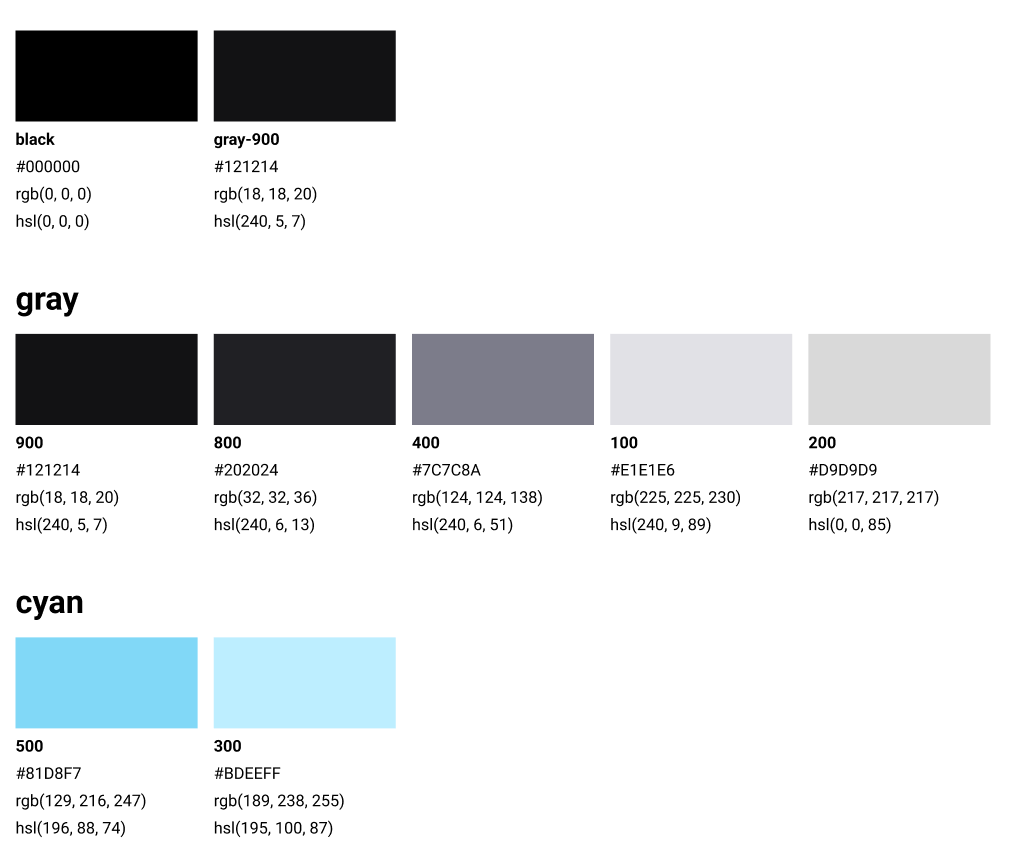 black
#000000
rgb(0, 0, 0)
hsl(0, 0, 0)
gray-900
#121214
rgb(18, 18, 20)
hsl(240, 5, 7)
gray
900
#121214
rgb(18, 18, 20)
hsl(240, 5, 7)
800
#202024
rgb(32, 32, 36)
hsl(240, 6, 13)
400
#7C7C8A
rgb(124, 124, 138)
hsl(240, 6, 51)
100
#E1E1E6
rgb(225, 225, 230)
hsl(240, 9, 89)
200
#D9D9D9
rgb(217, 217, 217)
hsl(0, 0, 85)
cyan
500
#81D8F7
rgb(129, 216, 247)
hsl(196, 88, 74)
300
#BDEEFF
rgb(189, 238, 255)
hsl(195, 100, 87)